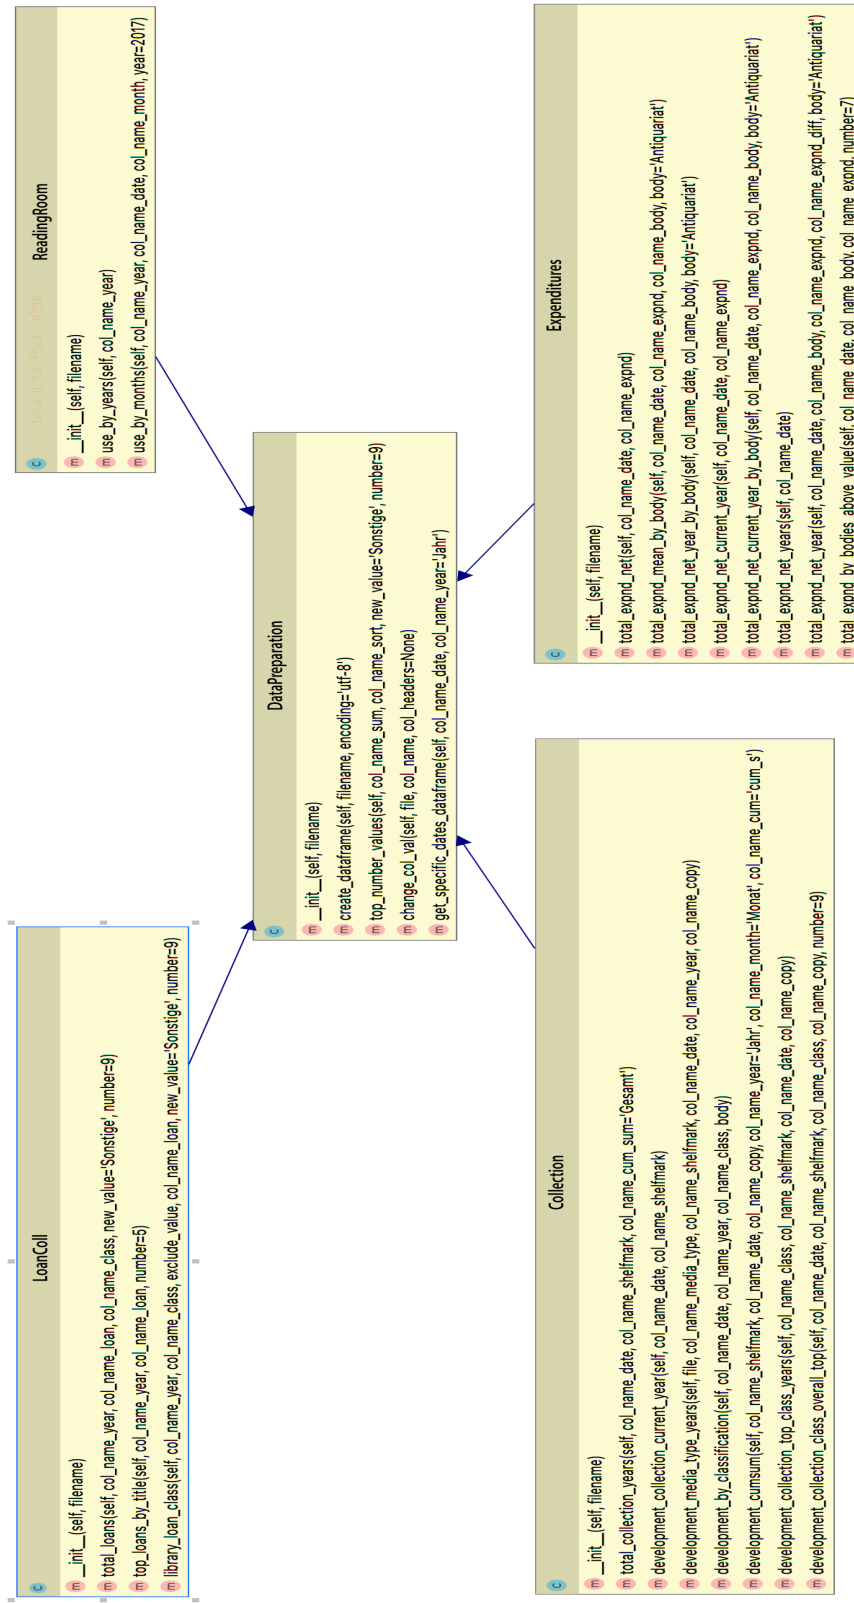 LoanColl
__init__(self, filename)
total_loans(self, col_name_year, col_name_loan, col_name_class, new_value='Sonstige', number=9)
top_loans_by_title(self, col_name_year, col_name_loan, number=5)
library_loan_class(self, col_name_year, col_name_class, exclude_value, col_name_loan, new_value='Sonstige', number=9)
ReadingRoom
__init__(self, filename)
use_by_years(self, col_name_year)
use_by_months(self, col_name_year, col_name_date, col_name_month, year=2017)
DataPreparation
__init__(self, filename)
create_dataframe(self, filename, encoding='utf-8')
top_number_values(self, col_name_sum, col_name_sort, new_value='Sonstige', number=9)
change_col_val(self, file, col_name, col_headers=None)
get_specific_dates_dataframe(self, col_name_date, col_name_year='Jahr')
Collection
__init__(self, filename)
total_collection_years(self, col_name_date, col_name_shelfmark, col_name_cum_sum='Gesamt')
development_collection_current_year(self, col_name_date, col_name_shelfmark)
development_media_type_years(self, file, col_name_media_type, col_name_shelfmark, col_name_date, col_name_year, col_name_copy)
development_by_classification(self, col_name_date, col_name_year, col_name_class, body)
development_cumsum(self, col_name_shelfmark, col_name_date, col_name_copy, col_name_year='Jahr', col_name_month='Monat', col_name_cum='cum_s')
development_collection_top_class_years(self, col_name_class, col_name_shelfmark, col_name_date, col_name_copy)
development_collection_class_overall_top(self, col_name_date, col_name_shelfmark, col_name_class, col_name_copy, number=9)
Expenditures
__init__(self, filename)
total_expnd_net(self, col_name_date, col_name_expnd)
total_expnd_mean_by_body(self, col_name_date, col_name_expnd, col_name_body, body='Antiquariat')
total_expnd_net_year_by_body(self, col_name_date, col_name_body, body='Antiquariat')
total_expnd_net_current_year(self, col_name_date, col_name_expnd)
total_expnd_net_current_year_by_body(self, col_name_date, col_name_expnd, col_name_body, body='Antiquariat')
total_expnd_net_years(self, col_name_date)
total_expnd_net_year(self, col_name_date, col_name_body, col_name_expnd, col_name_expnd_diff, body='Antiquariat')
total_expnd_by_bodies_above_value(self, col_name_date, col_name_body, col_name_expnd, number=7)